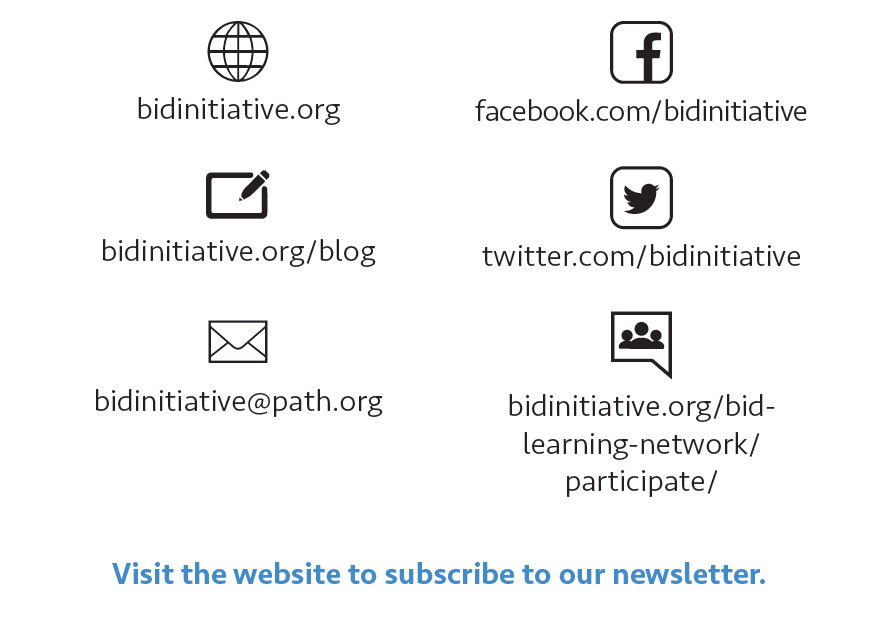 bidinitiative.org
facebook.com/bidinitiative
bidinitiative.org/blog
twitter.com/bidinitiative
bidinitiative@path.org
bidinitiative.org/bid-
learning-network/
participate/
Visit the website to subscribe to our newsletter.